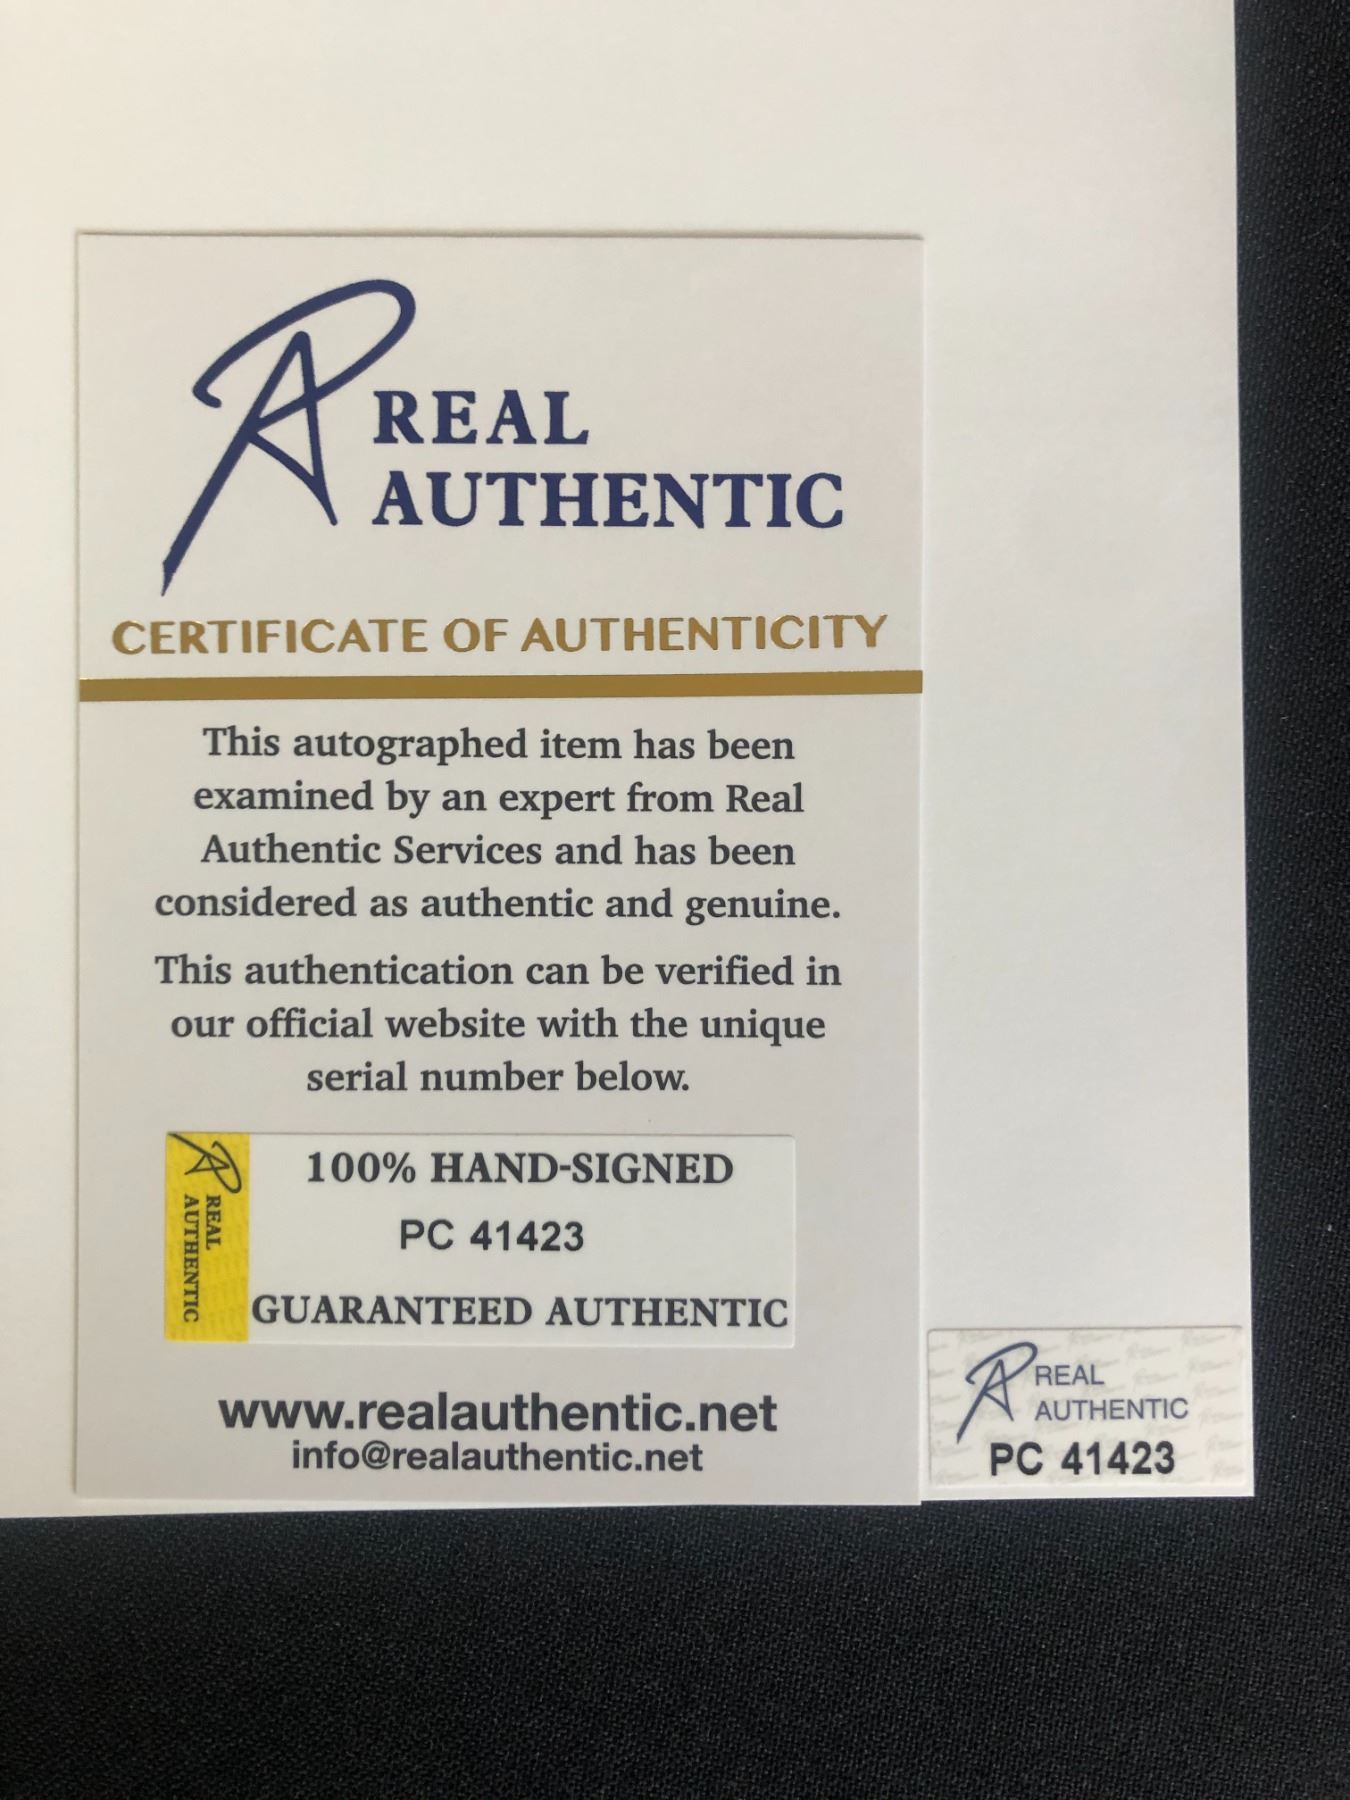 REAL
AUTHENTIC
CERTIFICATE OF AUTHENTICITY
This autographed item has been
examined by an expert from Real
Authentic Services and has been
considered as authentic and genuine.
This authentication can be verified in
our official website with the unique
serial number below.
REAL
AUTHENTIC
100% HAND-SIGNED
PC 41423
GUARANTEED AUTHENTIC
www.realauthentic.net
info@realauthentic.net
REAL
AUTHENTIC
PC 41423